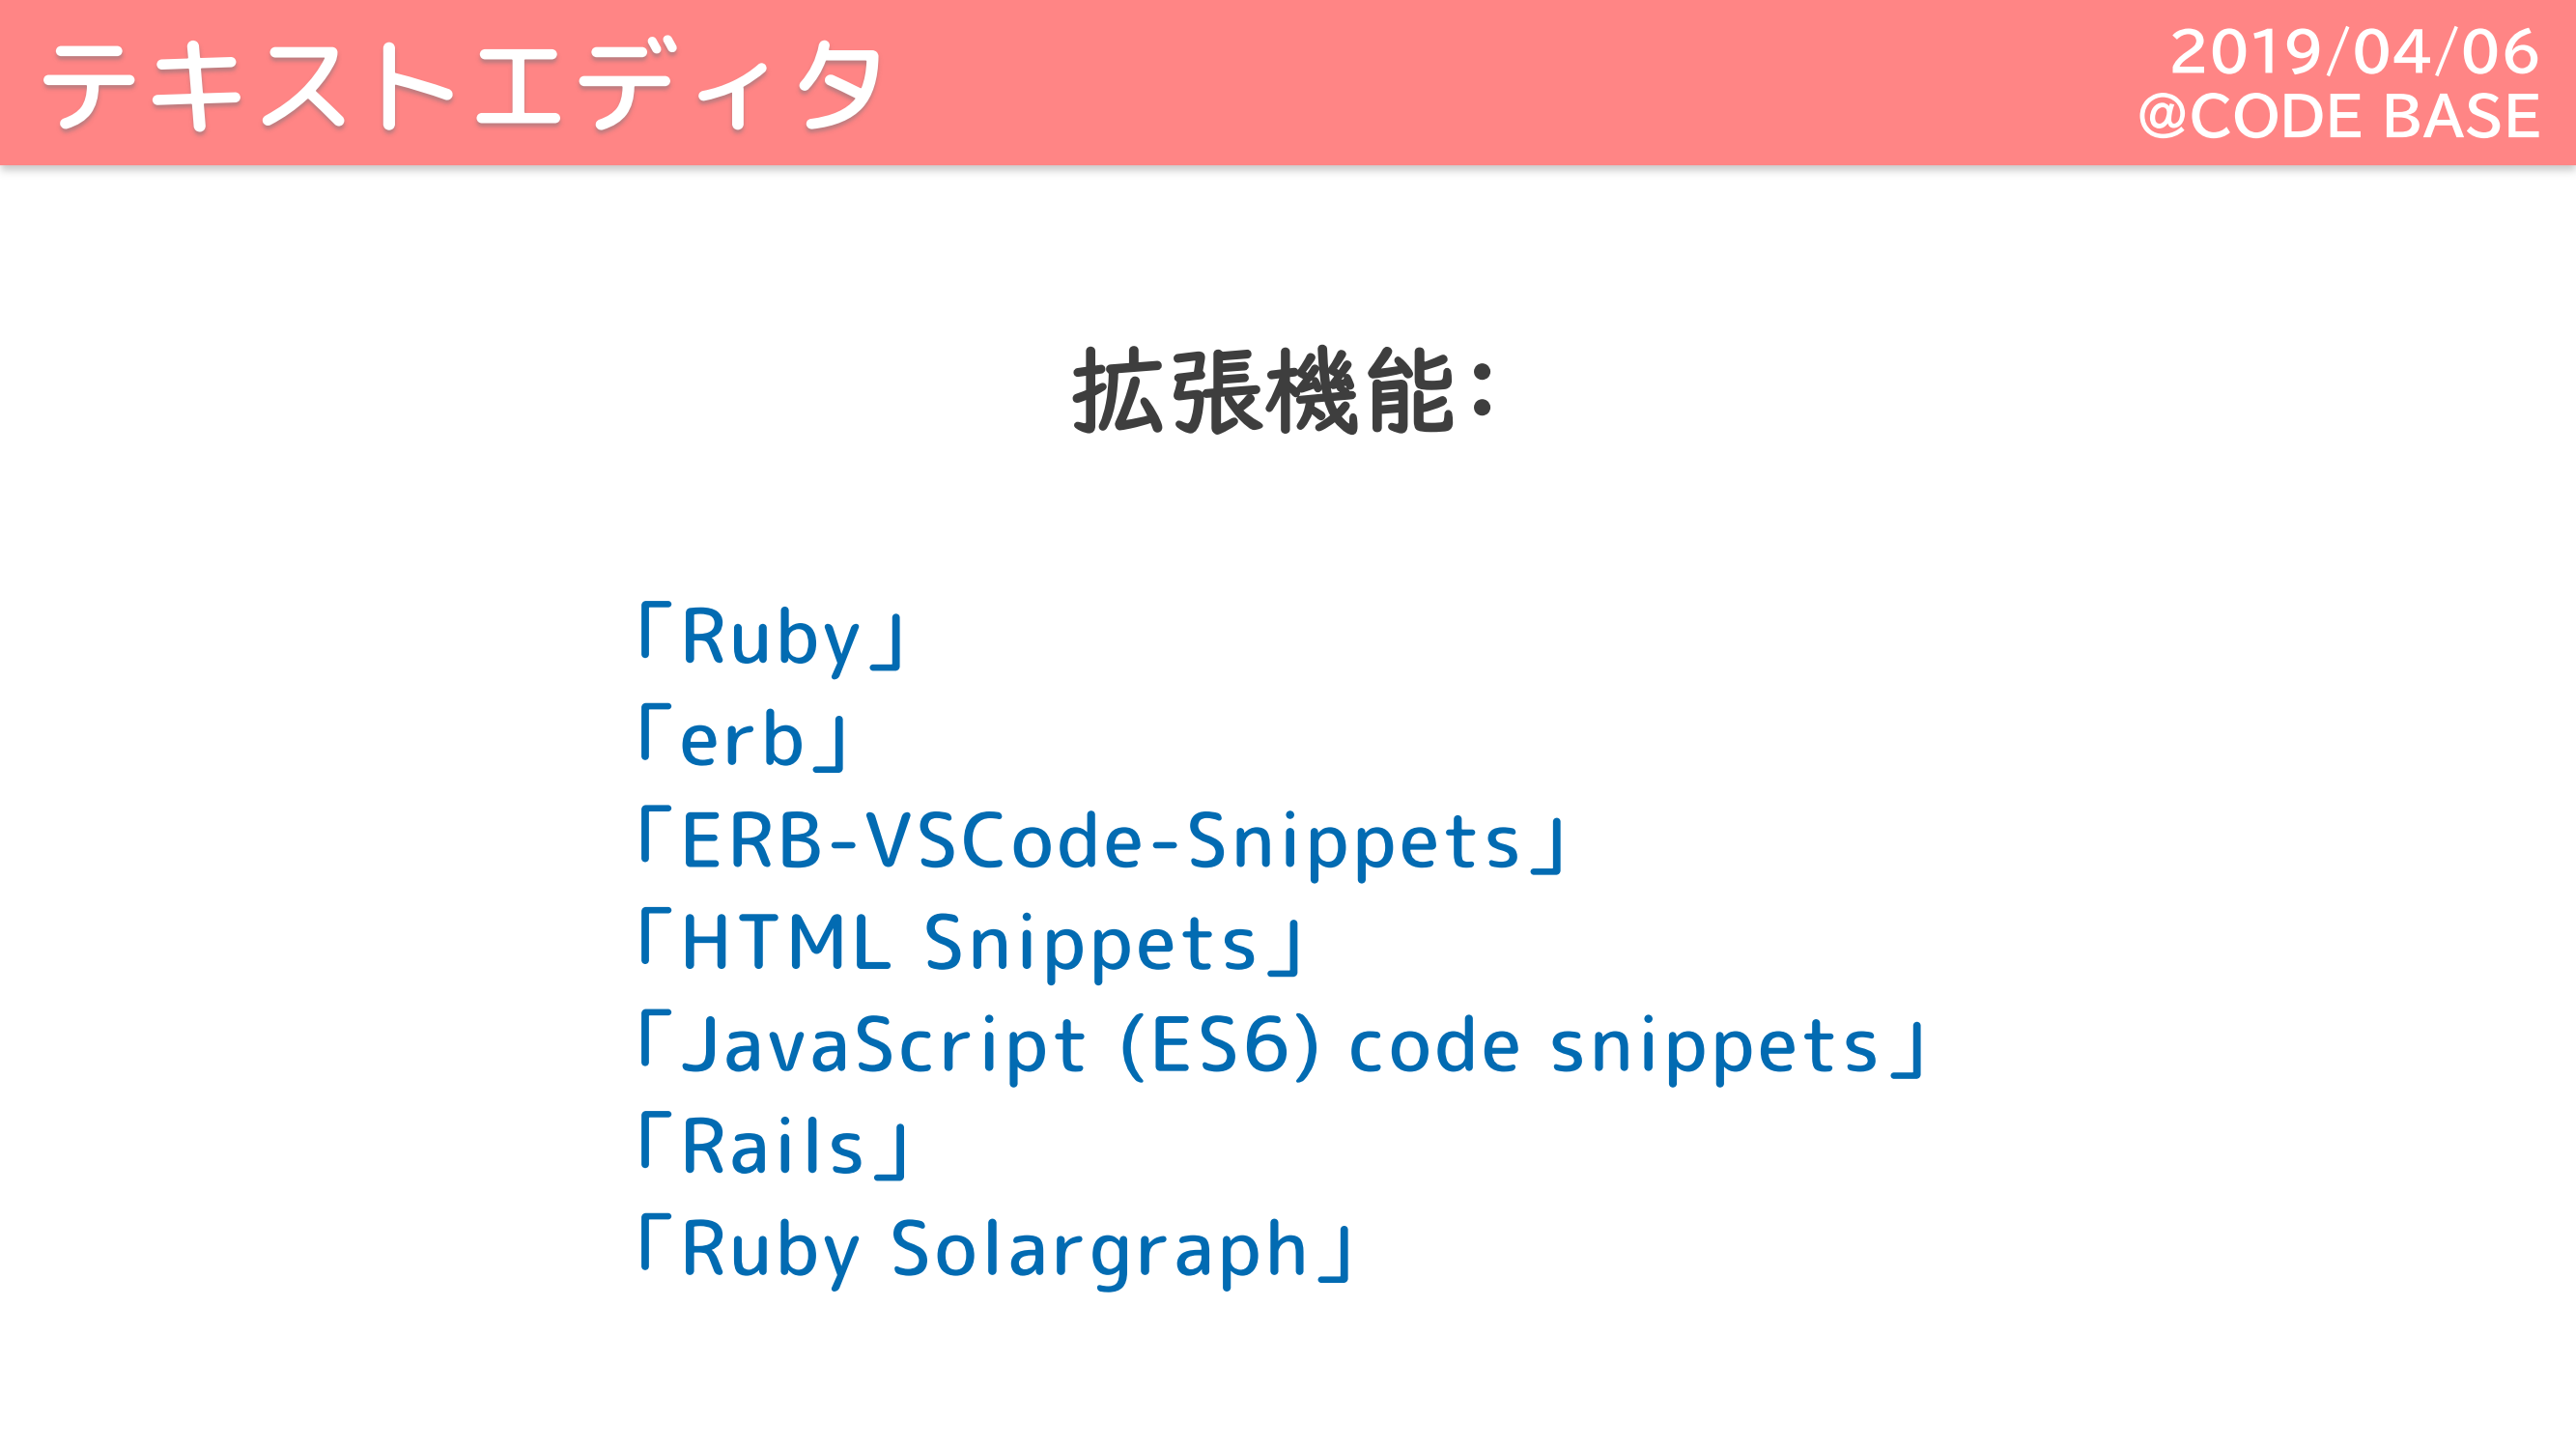 テキストエディタ
2019/04/06
@CODE BASE
拡張機能:
「Ruby」
「erb」
「ERB-VSCode-Snippets」
「HTML Snippets」
「JavaScript (ES6) code snippets」
「Rails」
「Ruby Solargraph」